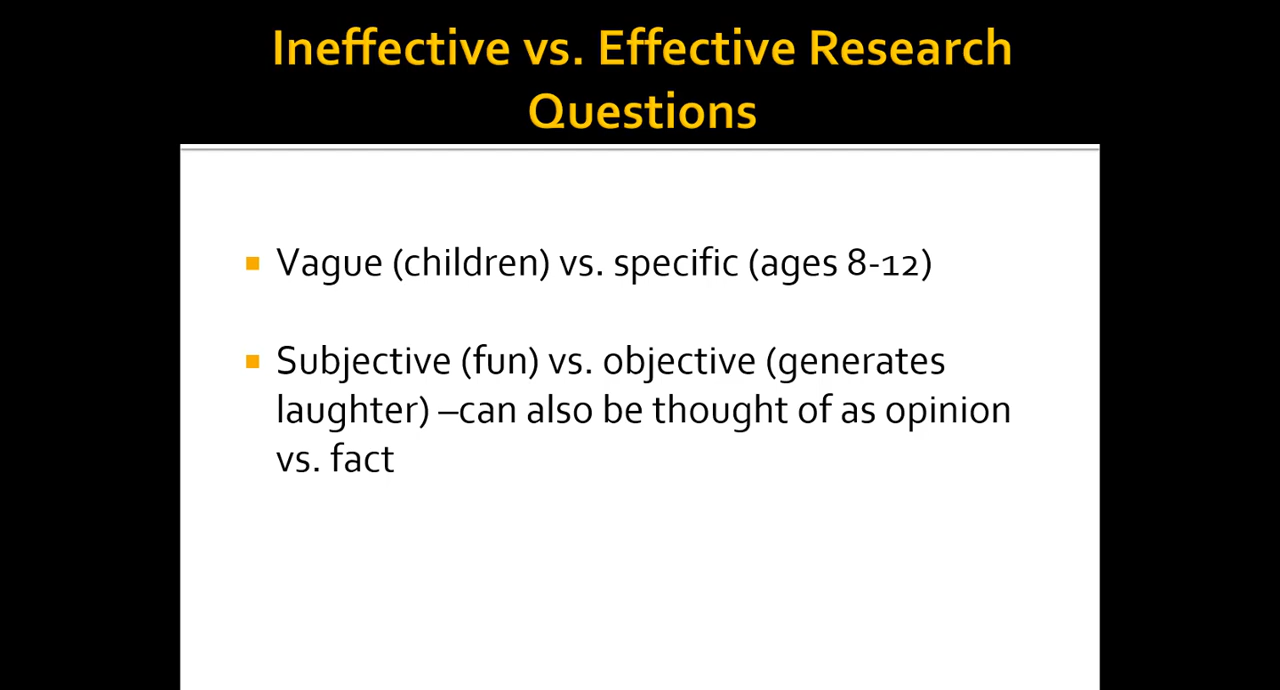 Ineffective vs. Effective Research
Questions
Vague (children) vs. specific (ages 8-12)
Subjective (fun) vs. objective (generates
laughter) –can also be thought of as opinion
vs. fact